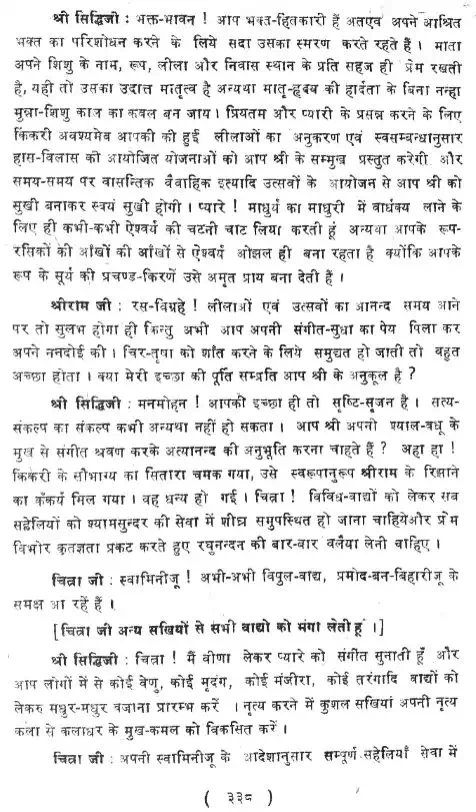 श्री सिद्धिजी : भक्त-भावन ! आप भक्त-हितकारी हैं अतएव अपने आश्रित
भक्त का परिशोधन करने के लिये सदा उसका स्मरण करते रहते हैं । माता
अपने शिशु के नाम, रूप, लीला और निवास स्थान के प्रति सहज ही प्रेम रखती
है, यही तो उसका उदात्त मातृत्व है अन्यथा मातृ-हृदय की हार्दता के बिना नन्हा
मुन्ना-शिशु काल का कवल बन जाय । प्रियतम और प्यारी के प्रसन्न करने के लिए
किंकरी अवश्यमेव आपकी की हुई लीलाओं का अनुकरण एवं स्वसम्बन्धानुसार
हास-विलास की आयोजित योजनाओं को आप श्री के सम्मुख प्रस्तुत करेगी और
समय-समय पर वासन्तिक वैवाहिक इत्यादि उत्सवों के आयोजन से आप श्री को
सुखी बनाकर स्वयं सुखी होगी । प्यारे ! माधुर्य का माधुरी में वार्धक्य लाने के
लिए ही कभी-कभी ऐश्वर्य की चटनी चाट लिया करती हूं अन्यथा आपके रूप-
रसिकों की आँखों की आँखों से ऐश्वर्य ओझल ही बना रहता है क्योंकि आपके
रूप के सूर्य की प्रचण्ड-किरणें उसे अमृत प्राय बना देती हैं ।
श्रीराम जी : रस-विग्रहे ! लीलाओं एवं उत्सवों का आनन्द समय आने
पर तो सुलभ होगा ही किन्तु अभी आप अपनी संगीत-सुधा का पेय पिला कर
अपने ननदोई की । चिर-तृषा को शाँत करने के लिये समुद्यत हो जाती तो बहुत
अच्छा होता । क्या मेरी इच्छा की पूर्ति सम्प्रति आप श्री के अनुकूल है ?
श्री सिद्धिजी : मनमोहन ! आपकी इच्छा ही तो सृष्टि-सृजन है । सत्य-
संकल्प का संकल्प कभी अन्यथा नहीं हो सकता । आप श्री अपनी श्याल-वधू के
मुख से संगीत श्रवण करके अत्यानन्द की अनुभूति करना चाहते हैं ? अहा हा !
किंकरी के सौभाग्य का सितारा चमक गया, उसे स्वरूपानुरूप श्रीराम के रिझाने
का कैंकर्य मिल गया । वह धन्य हो गई । चित्रा ! विविध-वाद्यों को लेकर सब
सहेलियों को श्यामसुन्दर की सेवा में शीघ्र समुपस्थित हो जाना चाहियेऔर प्रेम
विभोर कृतज्ञता प्रकट करते हुए रघुनन्दन की बार-बार वलैया लेनी चाहिए ।
चित्रा जी : स्वामिनीजू ! अभी-अभी विपुल-वाद्य, प्रमोद-बन-बिहारीजू के
समक्ष आ रहें हैं ।
[चित्रा जी अन्य सखियों से सभी वाद्यो को मंगा लेती हूं ।]
श्री सिद्धिजी : चित्रा ! मैं वीणा लेकर प्यारे को संगीत सुनाती हूँ और
आप लोगों में से कोई वेणु, कोई मृदंग, कोई मंजीरा, कोई तरंगादि वाद्यों को
लेकर मधुर-मधुर बजाना प्रारम्भ करें । नृत्य करने में कुशल सखियां अपनी नृत्य
कला से कलाधर के मुख-कमल को विकसित करें ।
चित्रा जी : अपनी स्वामिनीजू के आदेशानुसार सम्पूर्ण सहेलियाँ सेवा में
( ३३८ )